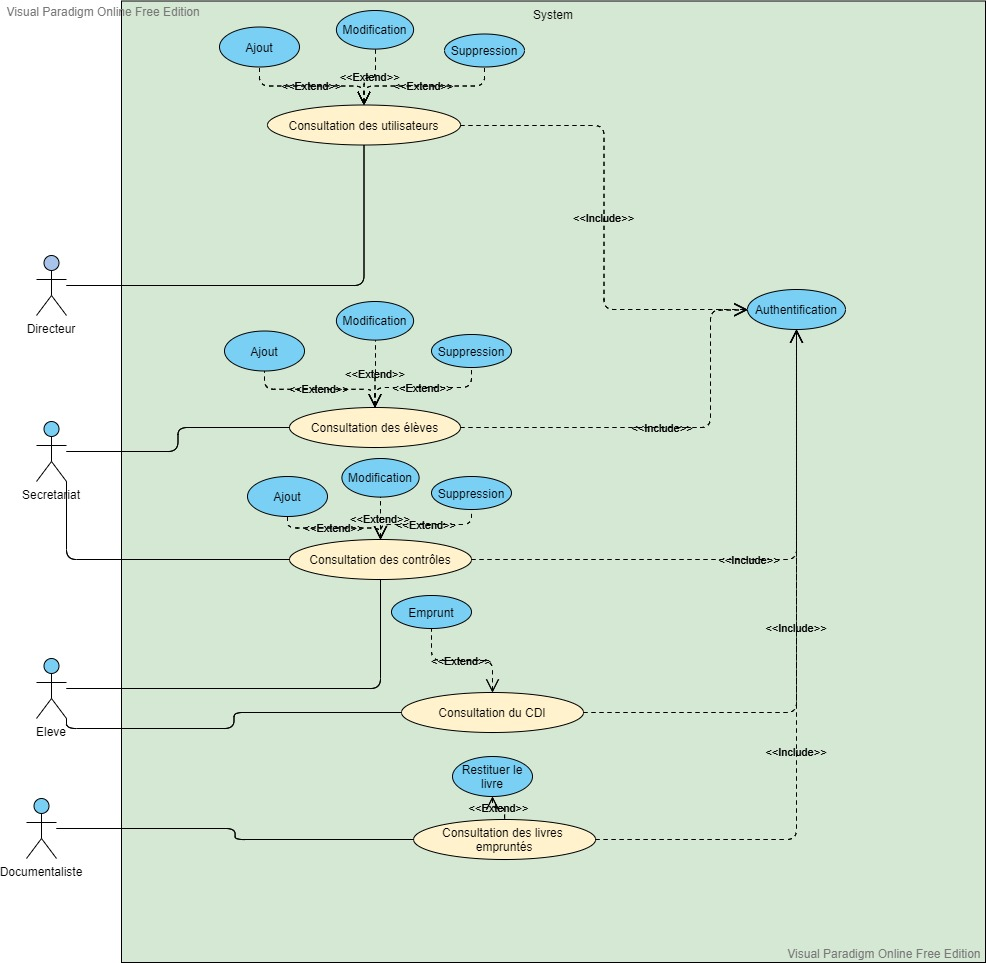 Visual Paradigm Online Free Edition
System
Ajout
Modification
Suppression
<<Extend>>
<<Extend>>
<<Extend>>
Consultation des utilisateurs
<<Include>>
Directeur
Authentification
Ajout
Modification
Suppression
<<Extend>>
<<Extend>>
<<Extend>>
Consultation des élèves
<<Include>>
Secretariat
Ajout
Modification
Suppression
<<Extend>>
<<Extend>>
<<Extend>>
Consultation des contrôles
<<Include>>
Emprunt
<<Include>>
<<Extend>>
Eleve
Consultation du CDI
<<Include>>
Restituer le
livre
<<Extend>>
Documentaliste
Consultation des livres
empruntés
Visual Paradigm Online Free Edition